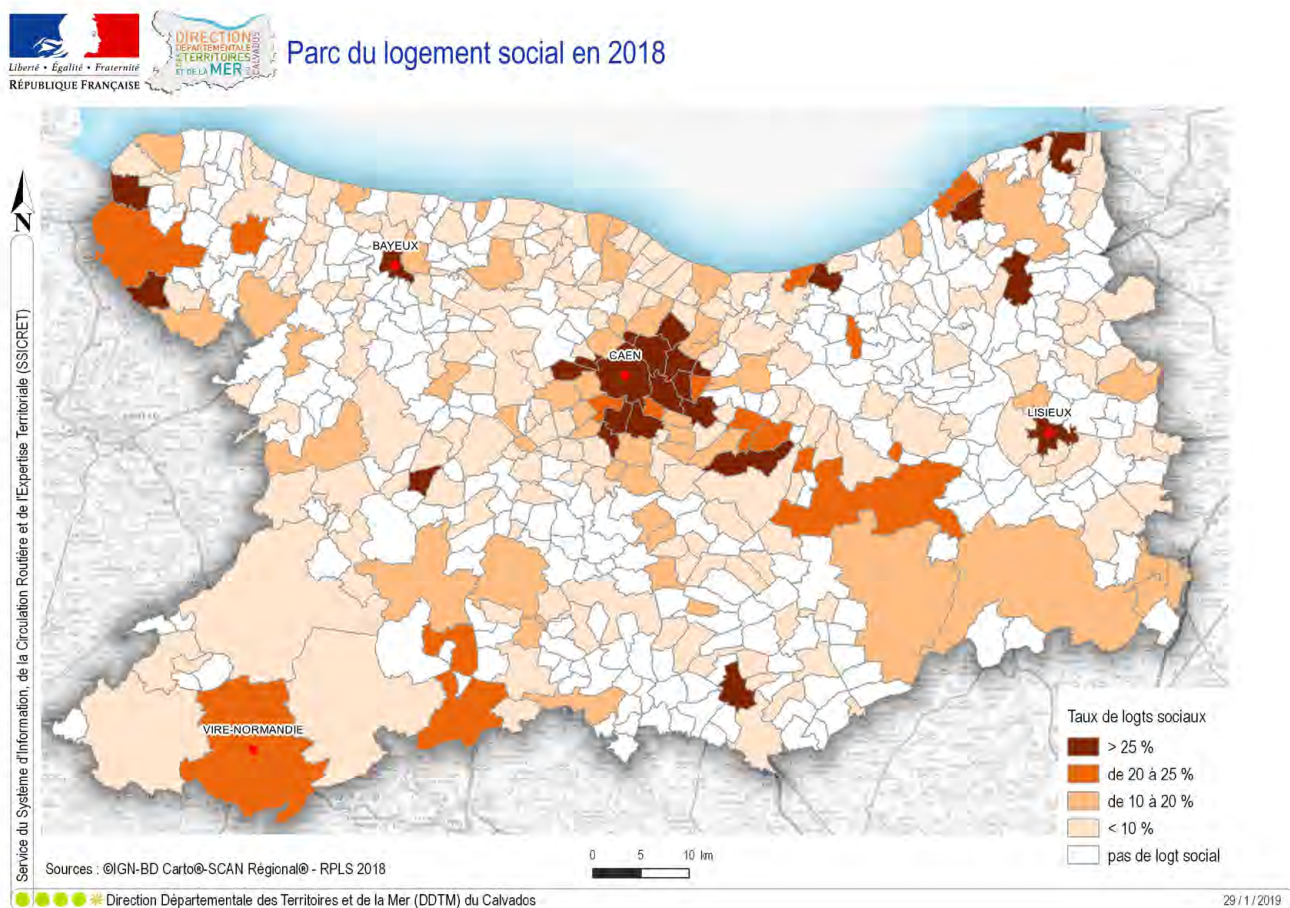 Liberté • Égalité • Fraternité
RÉPUBLIQUE FRANÇAISE
DIRECTION
DÉPARTEMENTALE
DES TERRITOIRES
ET DE LA MER
CALVADOS
Parc du logement social en 2018
N
Service du Système d'Information, de la Circulation Routière et de l'Expertise Territoriale (SSICRET)
BAYEUX
CAEN
LISIEUX
VIRE-NORMANDIE
Taux de logts sociaux
> 25 %
de 20 à 25 %
de 10 à 20 %
< 10 %
pas de logt social
0 5 10 km
Sources : ©IGN-BD Carto®-SCAN Régional® - RPLS 2018
Direction Départementale des Territoires et de la Mer (DDTM) du Calvados
29 / 1 / 2019